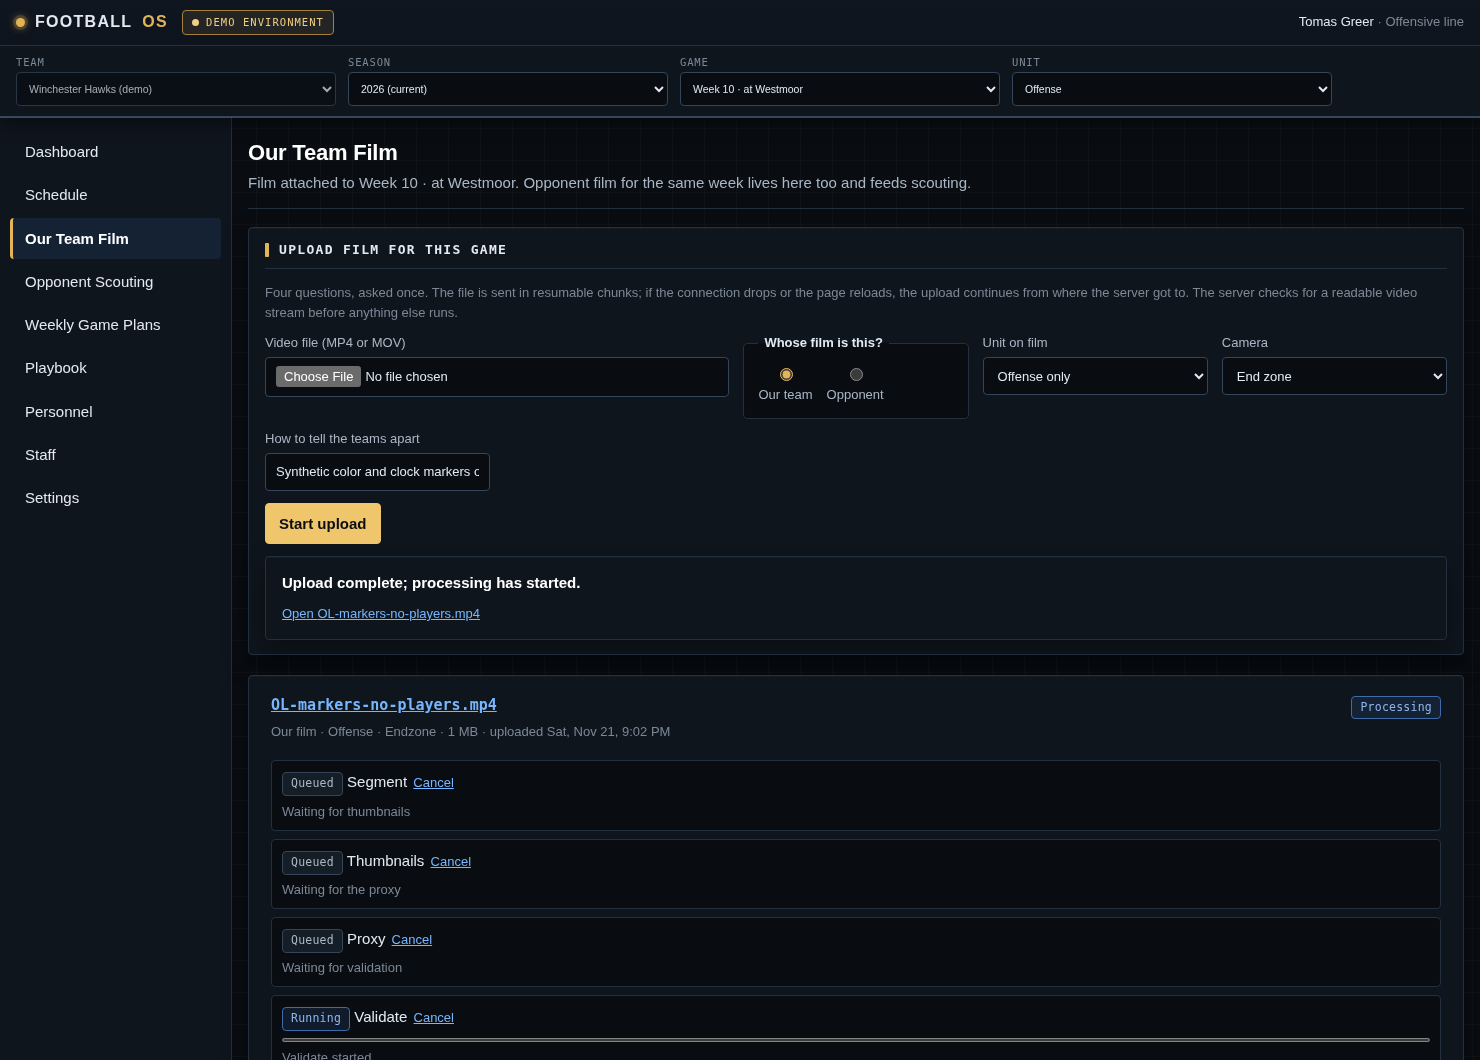 FOOTBALL OS
DEMO ENVIRONMENT
Tomas Greer · Offensive line
TEAM
SEASON
GAME
UNIT
Winchester Hawks (demo)
2026 (current)
Week 10 · at Westmoor
Offense
Dashboard
Schedule
Our Team Film
Opponent Scouting
Weekly Game Plans
Playbook
Personnel
Staff
Settings
Our Team Film
Film attached to Week 10 · at Westmoor. Opponent film for the same week lives here too and feeds scouting.
UPLOAD FILM FOR THIS GAME
Four questions, asked once. The file is sent in resumable chunks; if the connection drops or the page reloads, the upload continues from where the server got to. The server checks for a readable video
stream before anything else runs.
Video file (MP4 or MOV)
Choose File No file chosen
Whose film is this?
Our team
Opponent
Unit on film
Offense only
Camera
End zone
How to tell the teams apart
Synthetic color and clock markers
Start upload
Upload complete; processing has started.
Open OL-markers-no-players.mp4
OL-markers-no-players.mp4
Processing
Our film · Offense · Endzone · 1 MB · uploaded Sat, Nov 21, 9:02 PM
Queued Segment Cancel
Waiting for thumbnails
Queued Thumbnails Cancel
Waiting for the proxy
Queued Proxy Cancel
Waiting for validation
Running Validate Cancel
Validate started